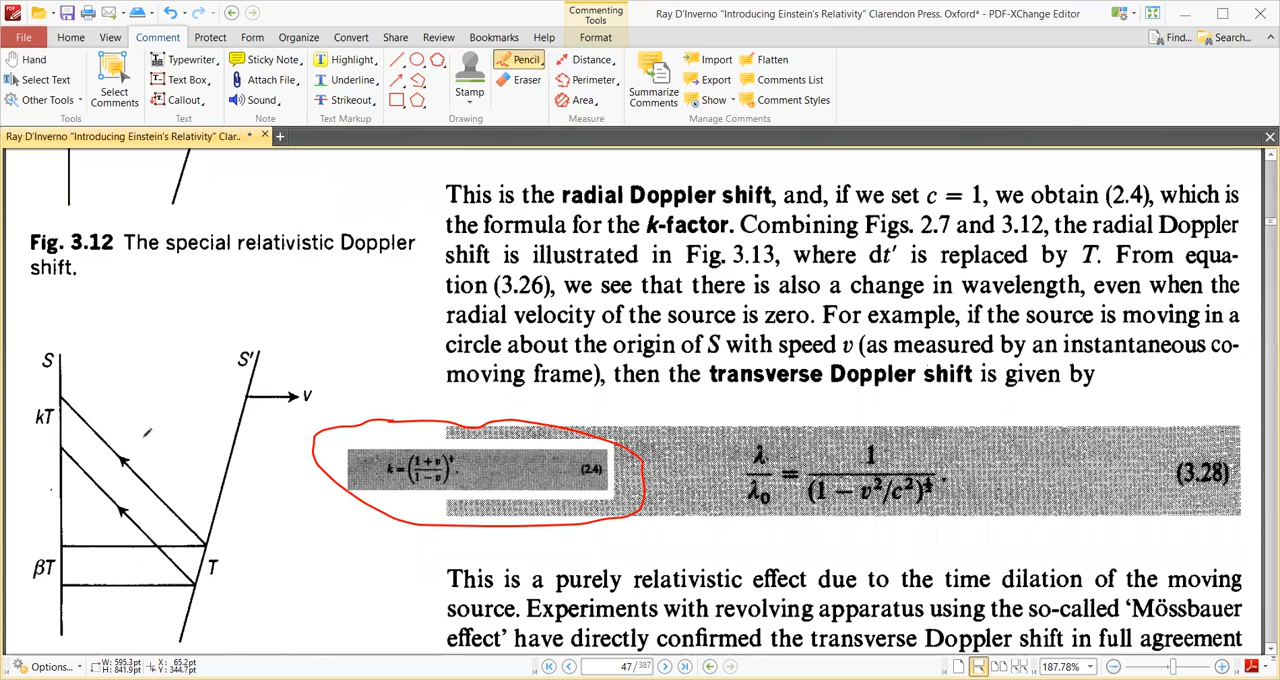 Commenting Tools
Ray D'Inverno "Introducing Einstein's Relativity" Clarendon Press. Oxford* - PDF-XChange Editor
File Home View Comment Protect Form Organize Convert Share Review Bookmarks Help Format Find... Search...
Hand
Select Text
Other Tools
Select Comments
Tools
Typewriter
Text Box
Callout
Text
Sticky Note
Attach File
Sound
Note
Highlight
Underline
Strikeout
Text Markup
Pencil
Eraser
Stamp
Drawing
Distance
Perimeter
Area
Measure
Summarize Comments
Import
Export
Show
Flatten
Comments List
Comment Styles
Manage Comments
Ray D'Inverno "Introducing Einstein's Relativity" Clar.. *
Fig. 3.12 The special relativistic Doppler
shift.
S
S′
v
kT
βT
T
This is the radial Doppler shift, and, if we set c = 1, we obtain (2.4), which is
the formula for the k-factor. Combining Figs. 2.7 and 3.12, the radial Doppler
shift is illustrated in Fig. 3.13, where dt′ is replaced by T. From equa-
tion (3.26), we see that there is also a change in wavelength, even when the
radial velocity of the source is zero. For example, if the source is moving in a
circle about the origin of S with speed v (as measured by an instantaneous co-
moving frame), then the transverse Doppler shift is given by
k = ((1 + v)/(1 − v))^½. (2.4)
λ/λ₀ = 1/(1 − v²/c²)^½. (3.28)
This is a purely relativistic effect due to the time dilation of the moving
source. Experiments with revolving apparatus using the so-called 'Mössbauer
effect' have directly confirmed the transverse Doppler shift in full agreement
Options...
W: 595.3pt
H: 841.9pt
X: 65.2pt
Y: 344.7pt
47 / 387
187.78%